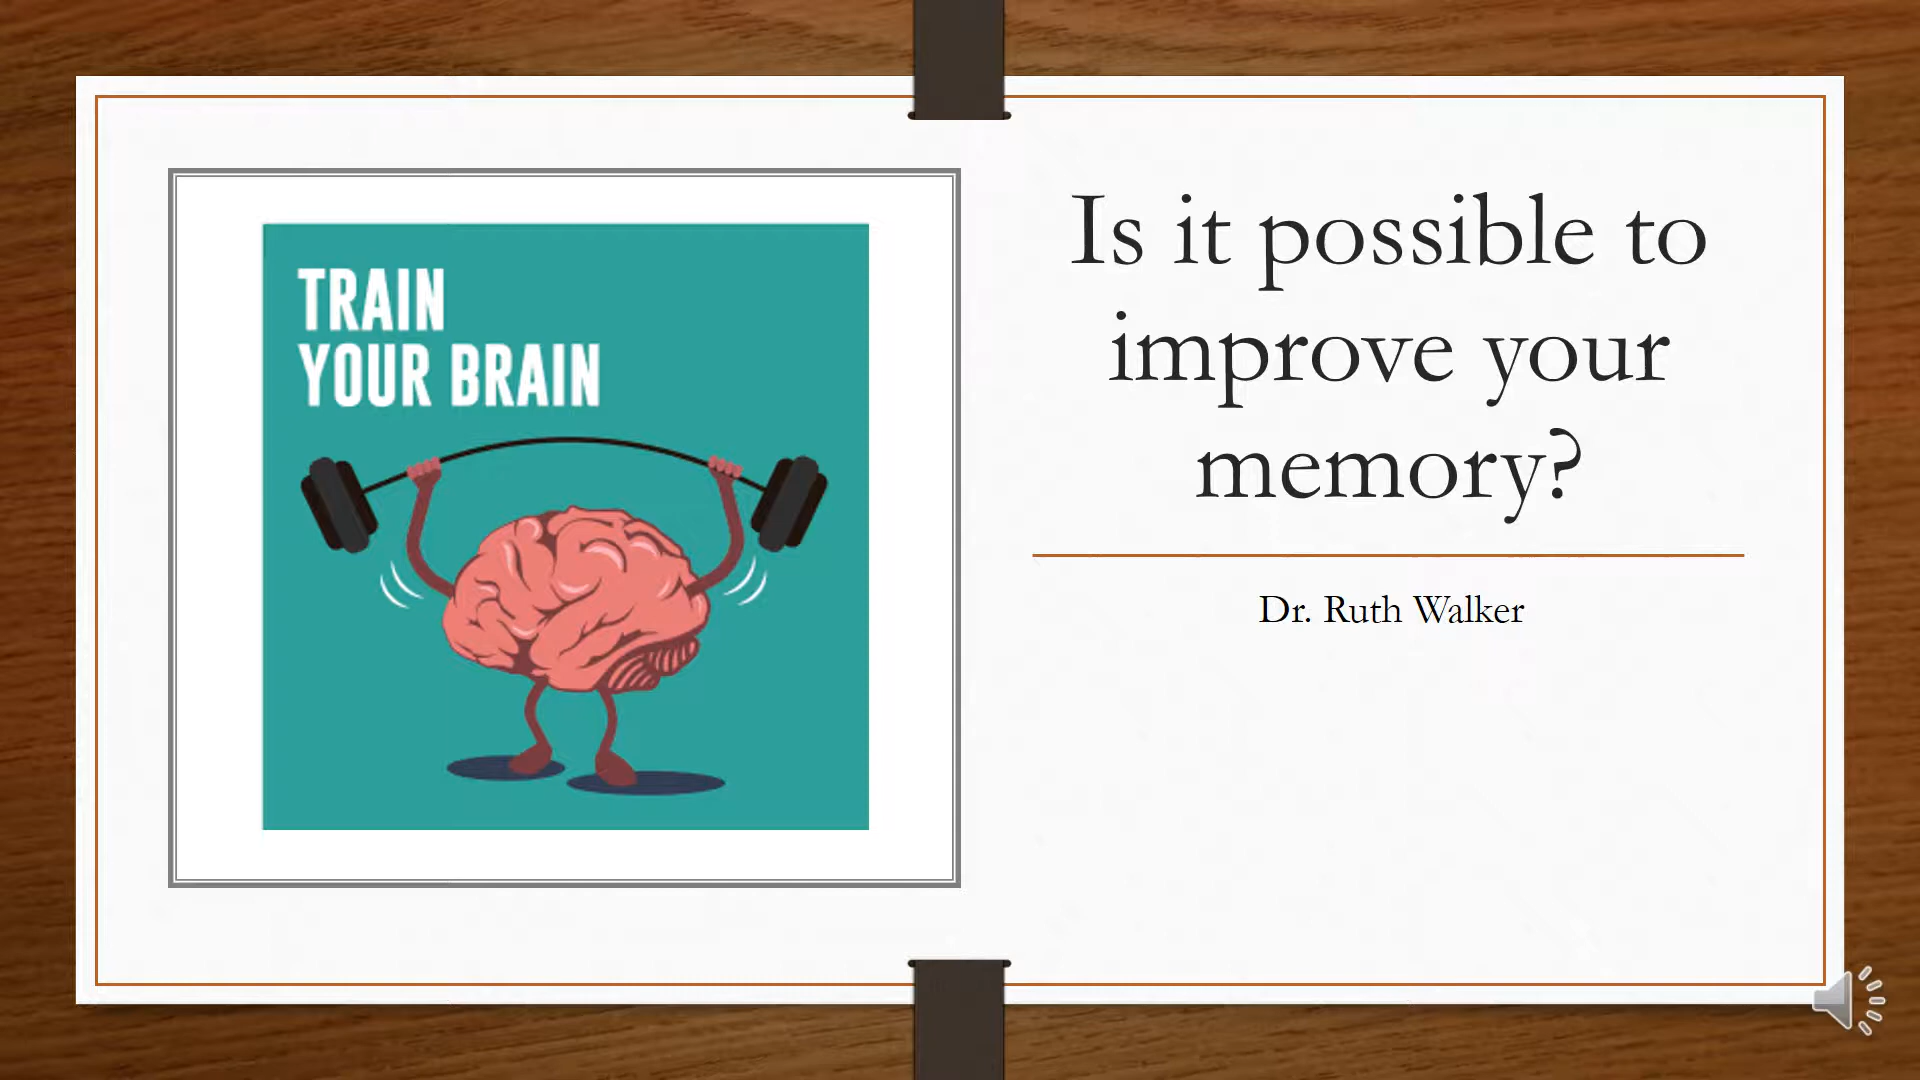 TRAIN
YOUR BRAIN
Is it possible to
improve your
memory?
Dr. Ruth Walker